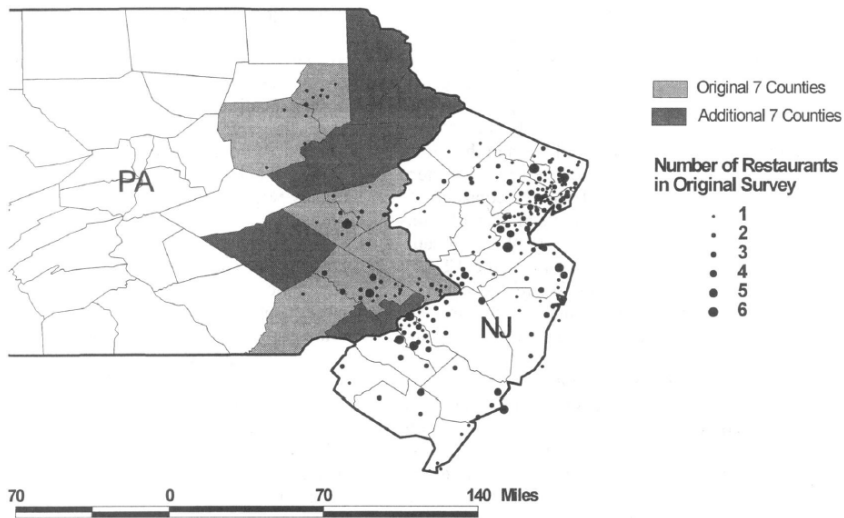 Original 7 Counties
Additional 7 Counties
Number of Restaurants
in Original Survey
1
2
3
4
5
6
PA
NJ
70 0 70 140 Miles